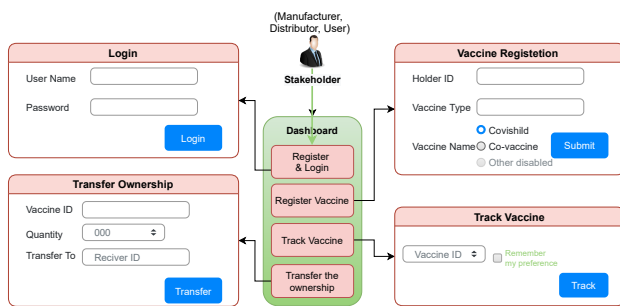 (Manufacturer,
Distributor, User)
Stakeholder
Login
User Name
Password
Login
Dashboard
Register
& Login
Register Vaccine
Track Vaccine
Transfer the
ownership
Vaccine Registetion
Holder ID
Vaccine Type
Covishild
Vaccine Name Co-vaccine
Other disabled
Submit
Transfer Ownership
Vaccine ID
Quantity 000
Transfer To Reciver ID
Transfer
Track Vaccine
Vaccine ID
Remember
my preference
Track